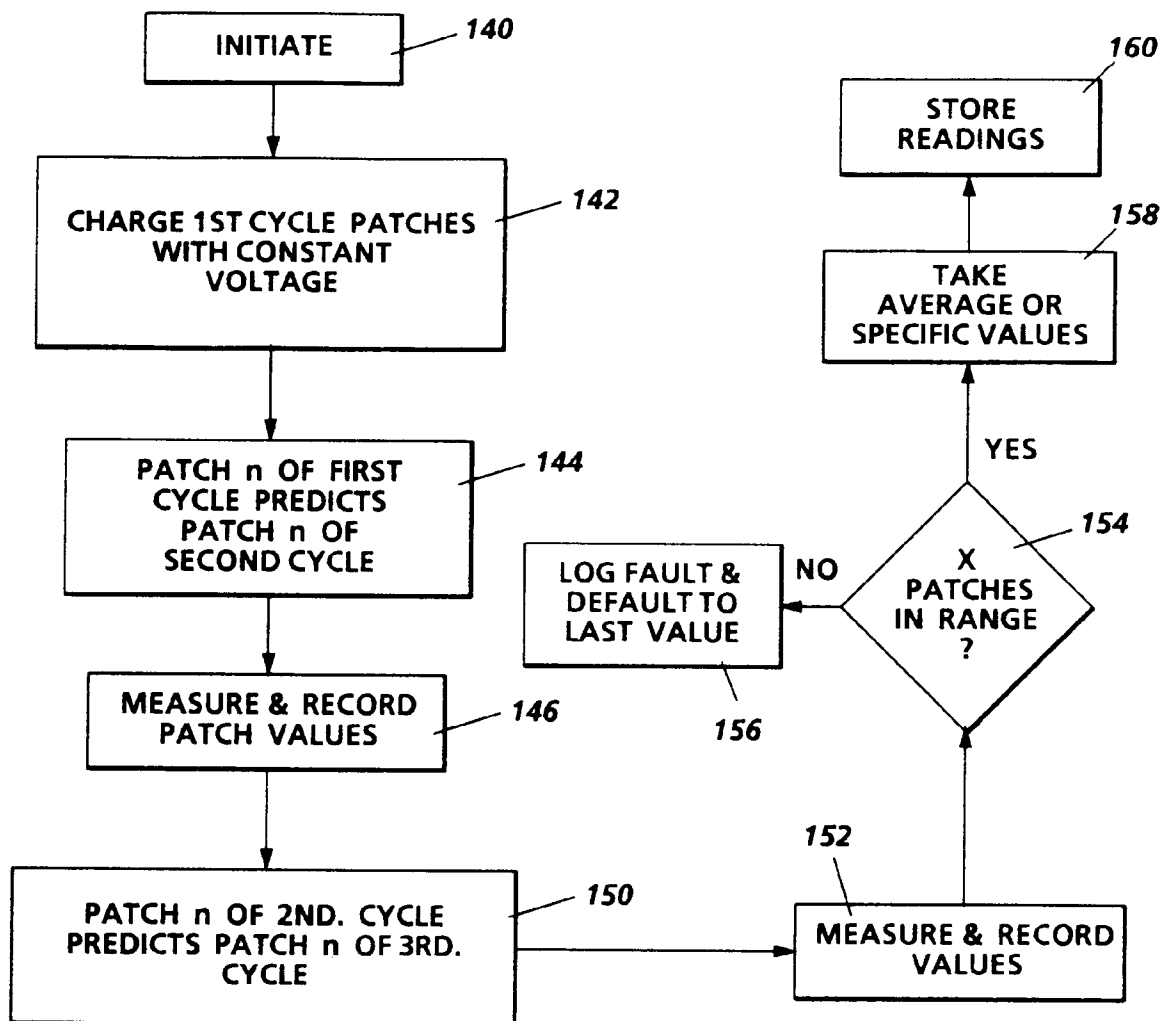 INITIATE
140
CHARGE 1ST CYCLE PATCHES
WITH CONSTANT
VOLTAGE
142
PATCH n OF FIRST
CYCLE PREDICTS
PATCH n OF
SECOND CYCLE
144
MEASURE & RECORD
PATCH VALUES
146
PATCH n OF 2ND. CYCLE
PREDICTS PATCH n OF 3RD.
CYCLE
150
152
MEASURE & RECORD
VALUES
X
PATCHES
IN RANGE
?
154
NO
LOG FAULT &
DEFAULT TO
LAST VALUE
156
YES
TAKE
AVERAGE OR
SPECIFIC VALUES
158
STORE
READINGS
160